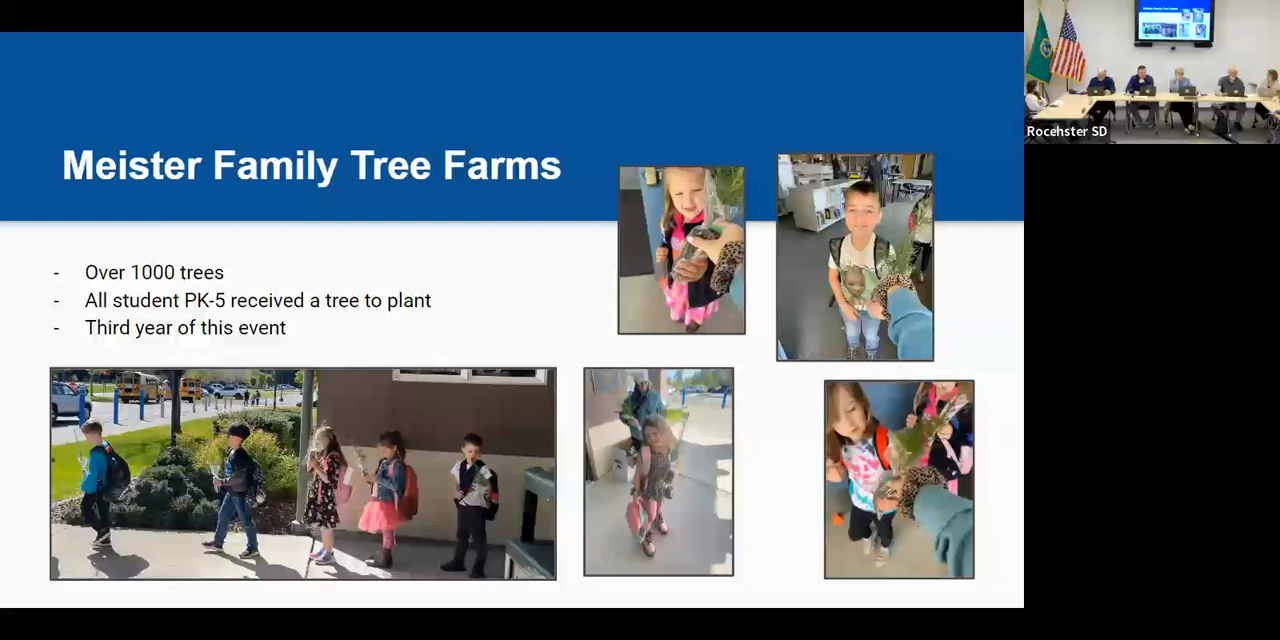 Meister Family Tree Farms
- Over 1000 trees
- All student PK-5 received a tree to plant
- Third year of this event
Rocehster SD